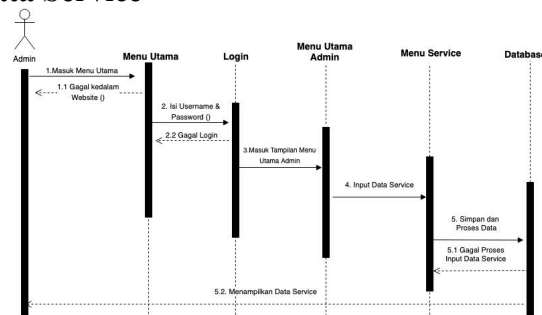 Admin
Menu Utama
Login
Menu Utama
Admin
Menu Service
Database
1.Masuk Menu Utama
1.1 Gagal kedalam
Website ()
2. Isi Username &
Password ()
2.2 Gagal Login
3.Masuk Tampilan Menu
Utama Admin
4. Input Data Service
5. Simpan dan
Proses Data
5.1 Gagal Proses
Input Data Service
5.2. Menampilkan Data Service